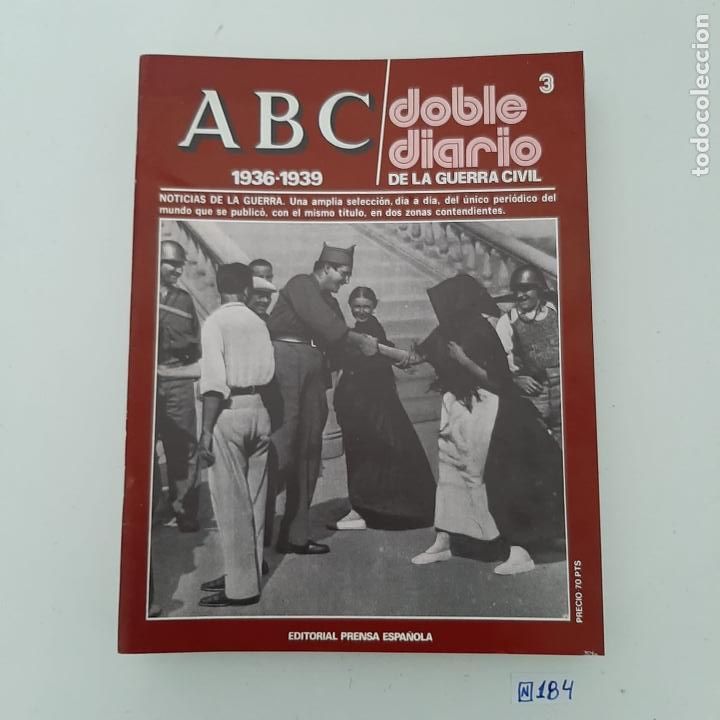 3
ABC
doble
diario
1936-1939
DE LA GUERRA CIVIL
NOTICIAS DE LA GUERRA. Una amplia selección, día a día, del único periódico del
mundo que se publicó, con el mismo título, en dos zonas contendientes.
PRECIO 70 PTS
EDITORIAL PRENSA ESPAÑOLA
N 184
todocoleccion